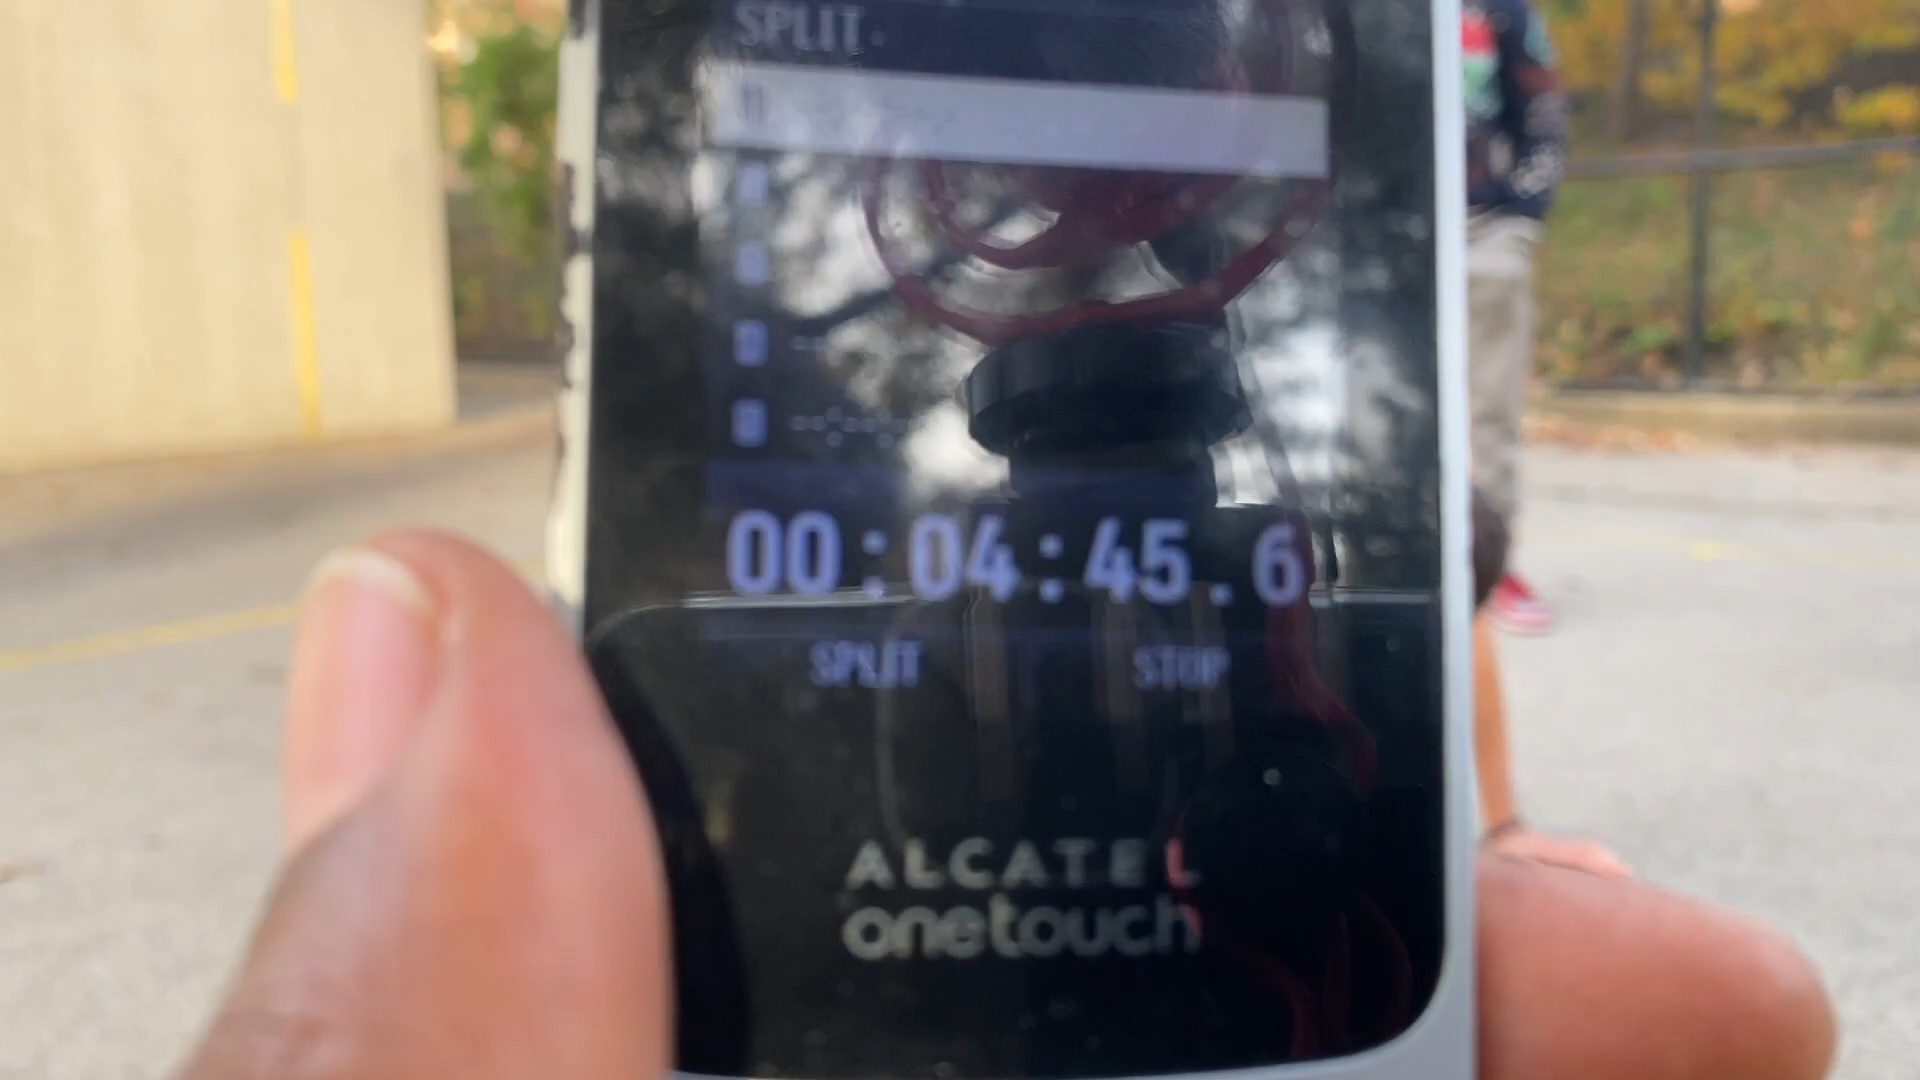 SPLIT
00:04:45.6
SPLIT STOP
ALCATEL
onetouch